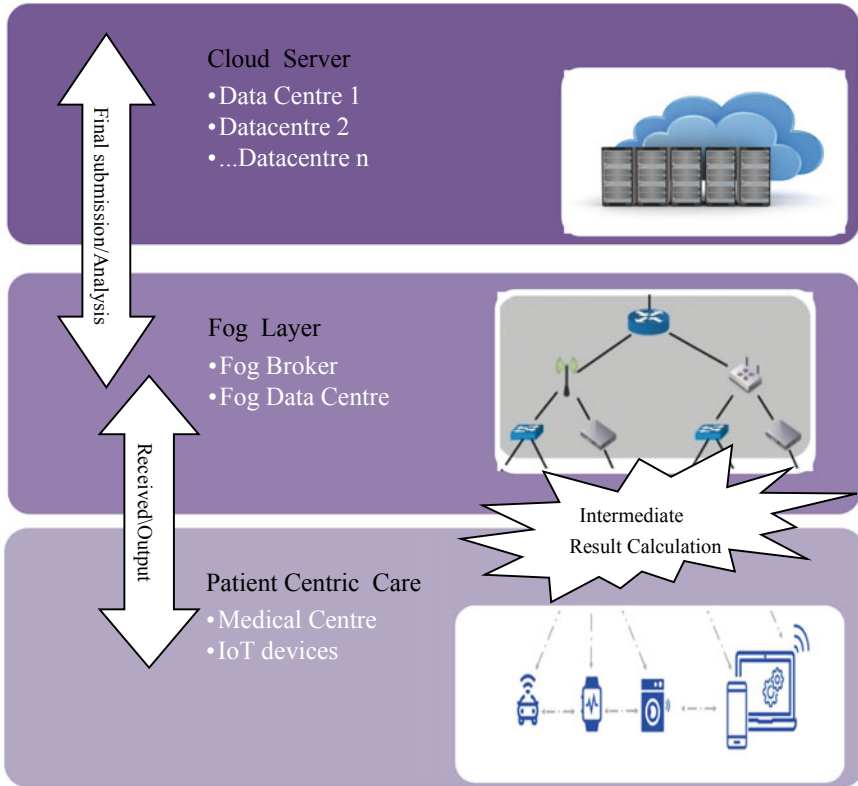 Cloud Server
•Data Centre 1
•Datacentre 2
•...Datacentre n
Final submission/Analysis
Fog Layer
•Fog Broker
•Fog Data Centre
Received\Output
Intermediate
Result Calculation
Patient Centric Care
•Medical Centre
•IoT devices